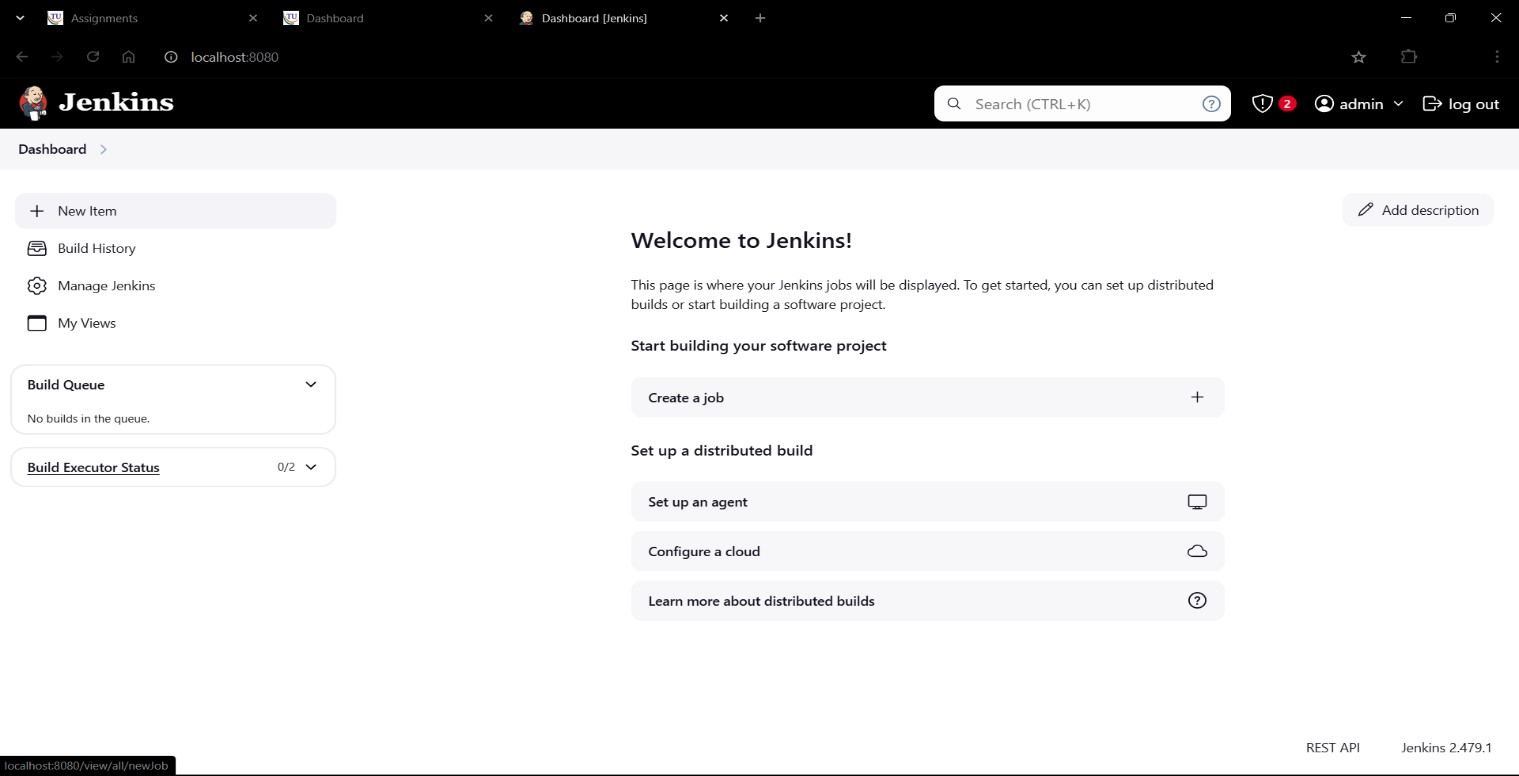 Assignments
Dashboard
Dashboard [Jenkins]
localhost:8080
Jenkins
Search (CTRL+K)
2
admin
log out
Dashboard
New Item
Build History
Manage Jenkins
My Views
Build Queue
No builds in the queue.
Build Executor Status 0/2
Add description
Welcome to Jenkins!
This page is where your Jenkins jobs will be displayed. To get started, you can set up distributed
builds or start building a software project.
Start building your software project
Create a job
Set up a distributed build
Set up an agent
Configure a cloud
Learn more about distributed builds
REST API
Jenkins 2.479.1
localhost:8080/view/all/newJob